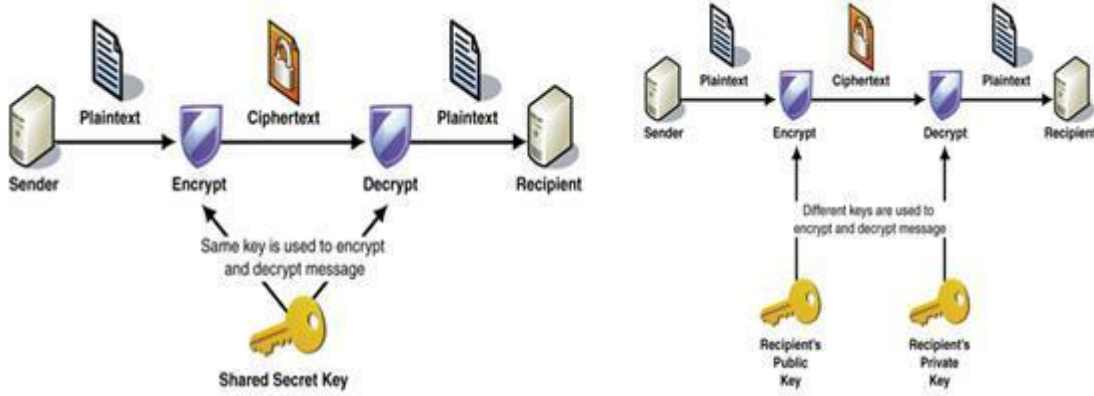 Plaintext
Ciphertext
Plaintext
Sender
Encrypt
Decrypt
Recipient
Same key is used to encrypt
and decrypt message
Shared Secret Key
Plaintext
Ciphertext
Plaintext
Sender
Encrypt
Decrypt
Recipient
Different keys are used to
encrypt and decrypt message
Recipient's
Public
Key
Recipient's
Private
Key